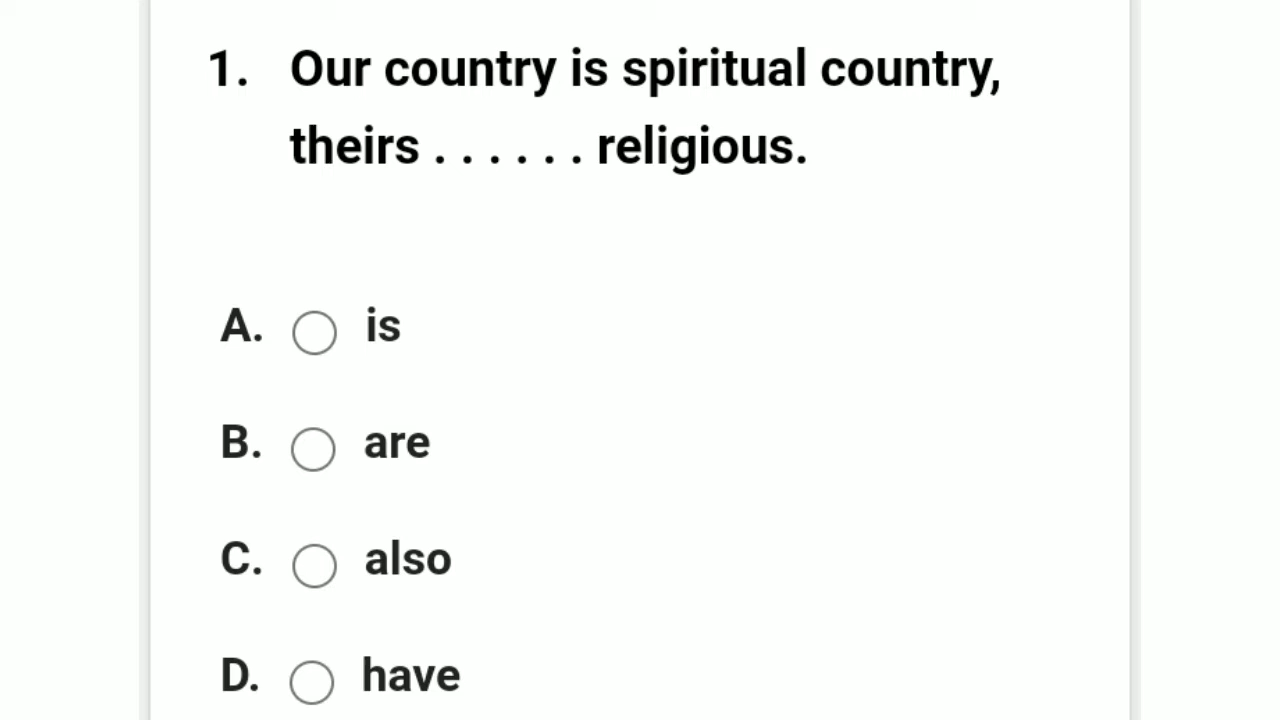 1. Our country is spiritual country,
theirs . . . . . . religious.
A. is
B. are
C. also
D. have